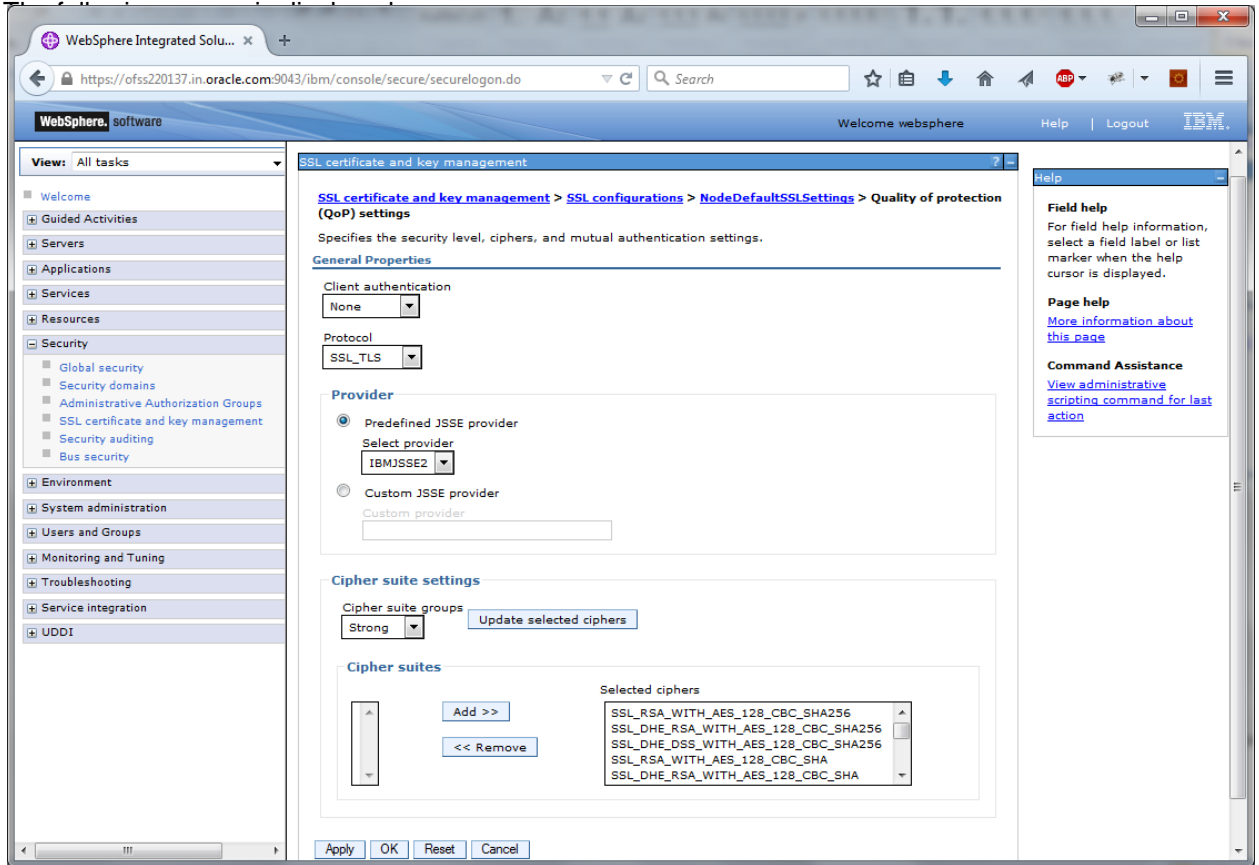 WebSphere Integrated Solu... × +
https://ofss220137.in.oracle.com:9043/ibm/console/secure/securelogon.do
Search
ABP
WebSphere. software
Welcome websphere
Help | Logout
IBM.
View: All tasks
Welcome
Guided Activities
Servers
Applications
Services
Resources
Security
Global security
Security domains
Administrative Authorization Groups
SSL certificate and key management
Security auditing
Bus security
Environment
System administration
Users and Groups
Monitoring and Tuning
Troubleshooting
Service integration
UDDI
SSL certificate and key management ? -
SSL certificate and key management > SSL configurations > NodeDefaultSSLSettings > Quality of protection
(QoP) settings
Specifies the security level, ciphers, and mutual authentication settings.
General Properties
Client authentication
None
Protocol
SSL_TLS
Provider
Predefined JSSE provider
Select provider
IBMJSSE2
Custom JSSE provider
Custom provider
Cipher suite settings
Cipher suite groups
Strong
Update selected ciphers
Cipher suites
Selected ciphers
Add >>
<< Remove
SSL_RSA_WITH_AES_128_CBC_SHA256
SSL_DHE_RSA_WITH_AES_128_CBC_SHA256
SSL_DHE_DSS_WITH_AES_128_CBC_SHA256
SSL_RSA_WITH_AES_128_CBC_SHA
SSL_DHE_RSA_WITH_AES_128_CBC_SHA
Apply OK Reset Cancel
Help
Field help
For field help information,
select a field label or list
marker when the help
cursor is displayed.
Page help
More information about
this page
Command Assistance
View administrative
scripting command for last
action